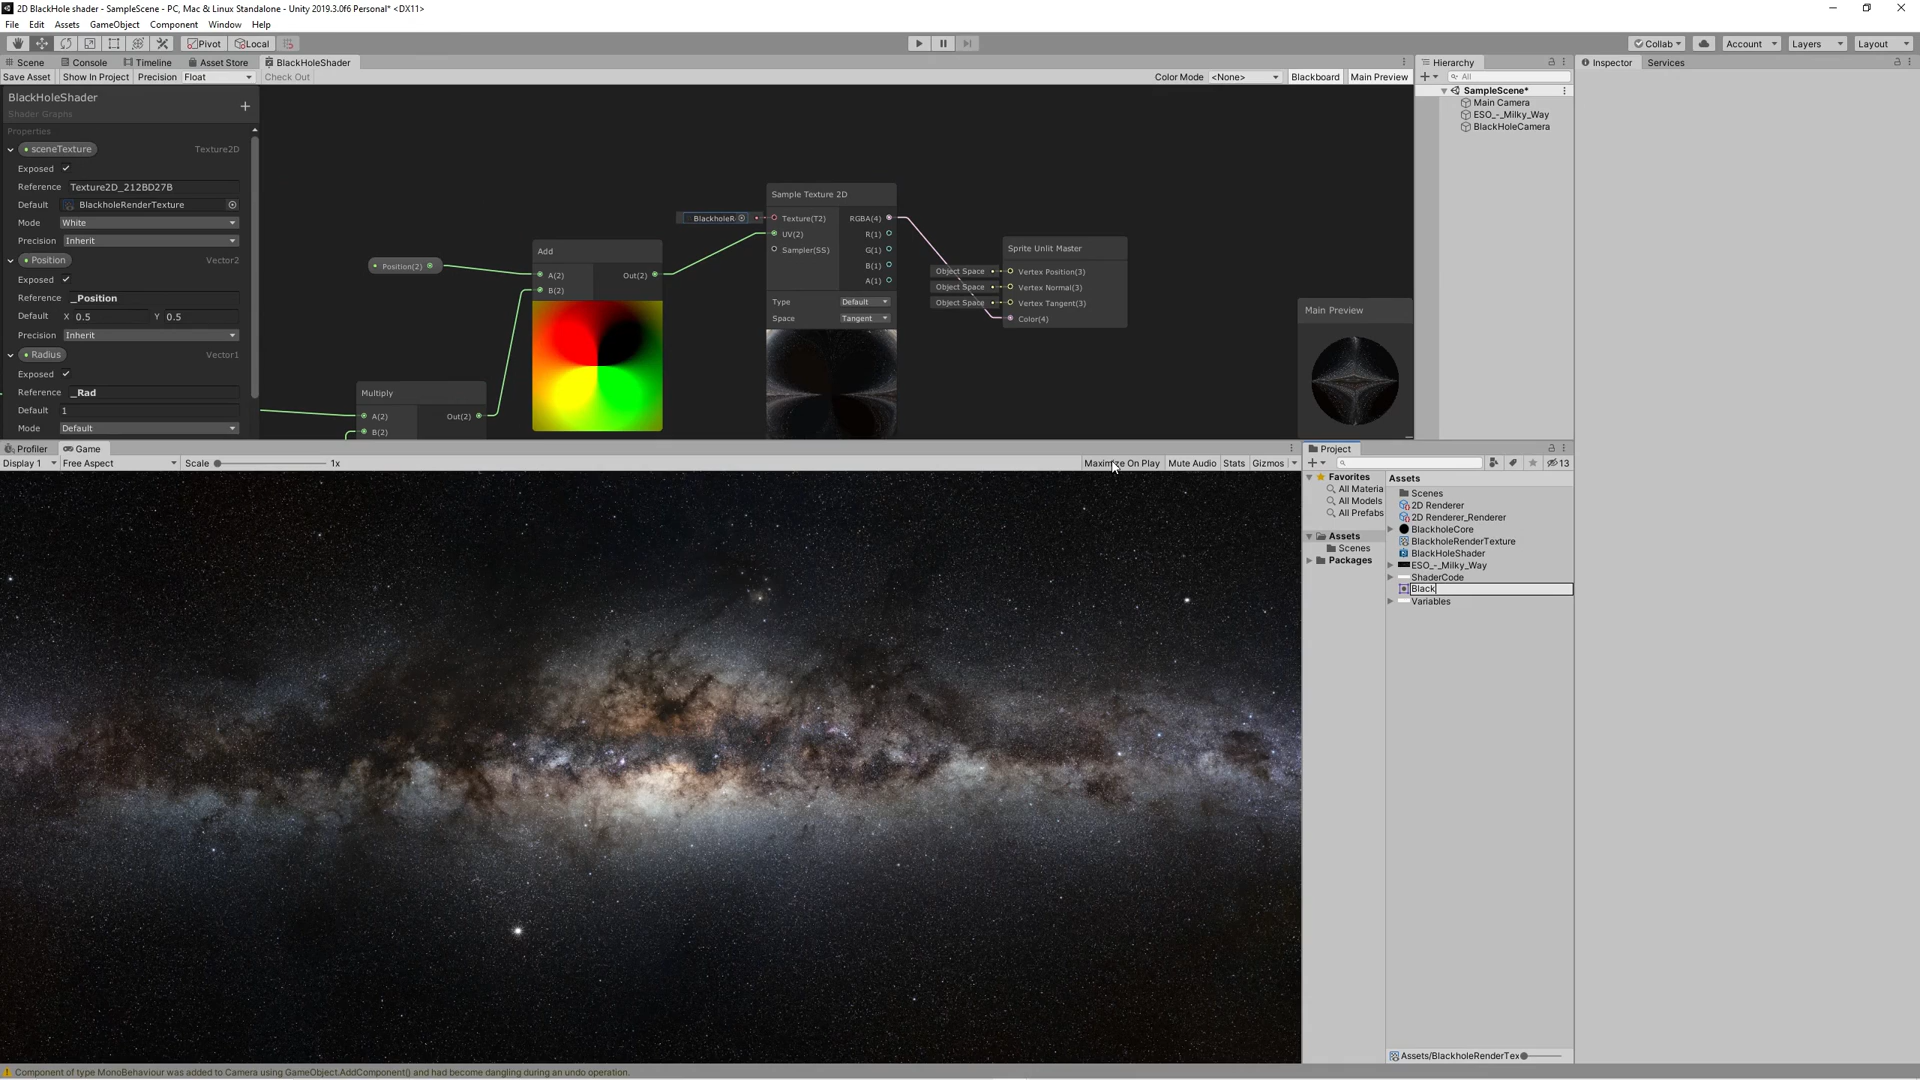 2D BlackHole shader - SampleScene - PC, Mac & Linux Standalone - Unity 2019.3.0f6 Personal* <DX11>
File Edit Assets GameObject Component Window Help
Pivot Local Collab Account Layers Layout
Scene Console Timeline Asset Store BlackHoleShader
Save Asset Show In Project Precision Float Check Out Color Mode <None> Blackboard Main Preview
BlackHoleShader
Shader Graphs
Properties
sceneTexture Texture2D
Exposed
Reference Texture2D_212BD27B
Default BlackholeRenderTexture
Mode White
Precision Inherit
Position Vector2
Exposed
Reference _Position
Default X 0.5 Y 0.5
Precision Inherit
Radius Vector1
Exposed
Reference _Rad
Default 1
Mode Default
Position(2)
Add
A(2) Out(2)
B(2)
Multiply
A(2) Out(2)
B(2)
BlackholeR
Sample Texture 2D
Texture(T2) RGBA(4)
UV(2) R(1)
Sampler(SS) G(1)
B(1)
A(1)
Type Default
Space Tangent
Sprite Unlit Master
Object Space Vertex Position(3)
Object Space Vertex Normal(3)
Object Space Vertex Tangent(3)
Color(4)
Main Preview
Hierarchy
All
SampleScene*
Main Camera
ESO_-_Milky_Way
BlackHoleCamera
Inspector Services
Profiler Game
Display 1 Free Aspect Scale 1x Maximize On Play Mute Audio Stats Gizmos
Project
13
Favorites
All Materia
All Models
All Prefabs
Assets
Scenes
Packages
Assets
Scenes
2D Renderer
2D Renderer_Renderer
BlackholeCore
BlackholeRenderTexture
BlackHoleShader
ESO_-_Milky_Way
ShaderCode
Black
Variables
Assets/BlackholeRenderTex
Component of type MonoBehaviour was added to Camera using GameObject.AddComponent() and had become dangling during an undo operation.